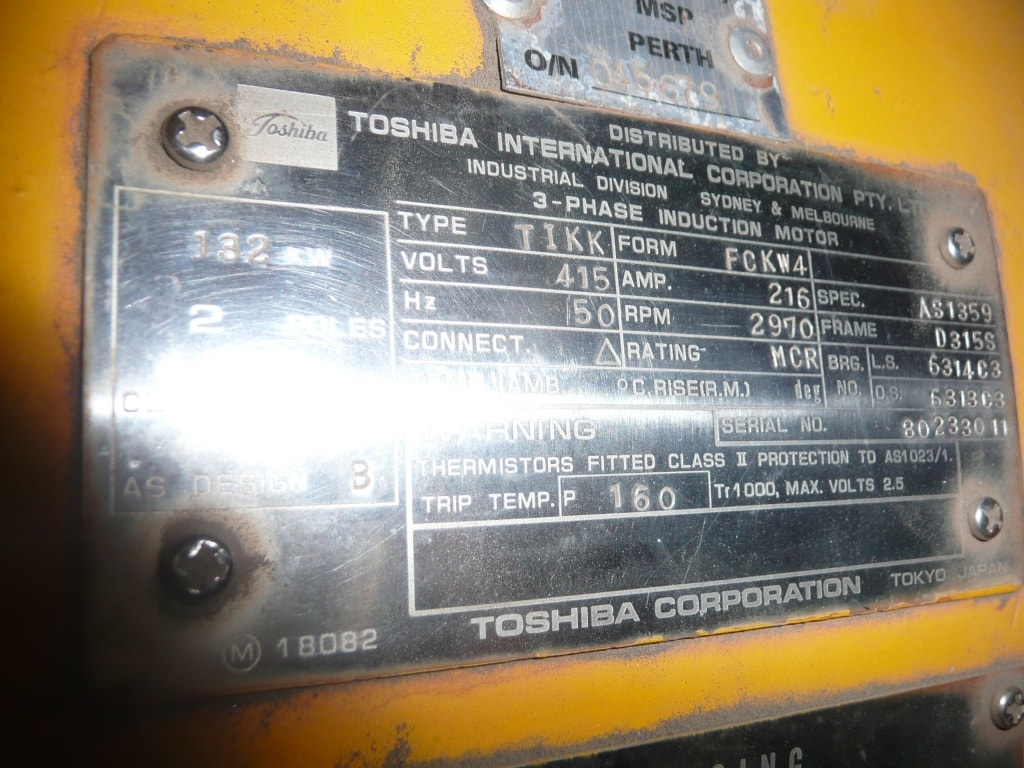 MSP
PERTH
O/N 645679
Toshiba
DISTRIBUTED BY
TOSHIBA INTERNATIONAL CORPORATION PTY. LT
INDUSTRIAL DIVISION SYDNEY & MELBOURNE
3-PHASE INDUCTION MOTOR
132 KW
2 POLES
CL
AS DESIGN B
TYPE TIKK FORM FCKW4
VOLTS 415 AMP. 216 SPEC. AS1359
Hz 50 RPM 2970 FRAME D315S
CONNECT. △ RATING MCR BRG. NO. L.S. 6314C3
AMB. °C, RISE(R.M.) deg O.S. 6313C3
WARNING SERIAL NO. 80233011
THERMISTORS FITTED CLASS II PROTECTION TO AS1023/1.
TRIP TEMP. P 160 Tr1000, MAX. VOLTS 2.5
TOSHIBA CORPORATION TOKYO JAPAN
M 18082